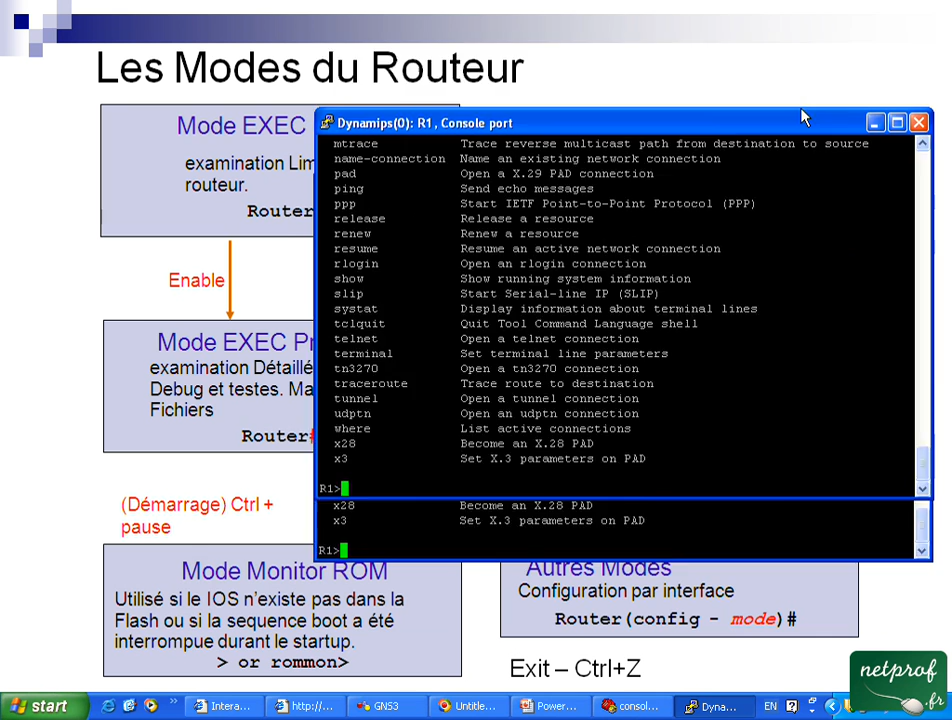 Les Modes du Routeur
Mode EXEC
examination Lim
routeur.
Router
Enable
Mode EXEC Pr
examination Détaillé
Debug et testes. Ma
Fichiers
Router#
(Démarrage) Ctrl +
pause
Mode Monitor ROM
Utilisé si le IOS n'existe pas dans la
Flash ou si la sequence boot a été
interrompue durant le startup.
> or rommon>
Dynamips(0): R1, Console port
mtrace Trace reverse multicast path from destination to source
name-connection Name an existing network connection
pad Open a X.29 PAD connection
ping Send echo messages
ppp Start IETF Point-to-Point Protocol (PPP)
release Release a resource
renew Renew a resource
resume Resume an active network connection
rlogin Open an rlogin connection
show Show running system information
slip Start Serial-line IP (SLIP)
systat Display information about terminal lines
tclquit Quit Tool Command Language shell
telnet Open a telnet connection
terminal Set terminal line parameters
tn3270 Open a tn3270 connection
traceroute Trace route to destination
tunnel Open a tunnel connection
udptn Open an udptn connection
where List active connections
x28 Become an X.28 PAD
x3 Set X.3 parameters on PAD
R1>
x28 Become an X.28 PAD
x3 Set X.3 parameters on PAD
R1>
Autres Modes
Configuration par interface
Router(config - mode)#
Exit – Ctrl+Z
netprof
.fr
start
»
Intera...
http:/...
GNS3
Untitle...
Power...
consol...
Dyna...
EN